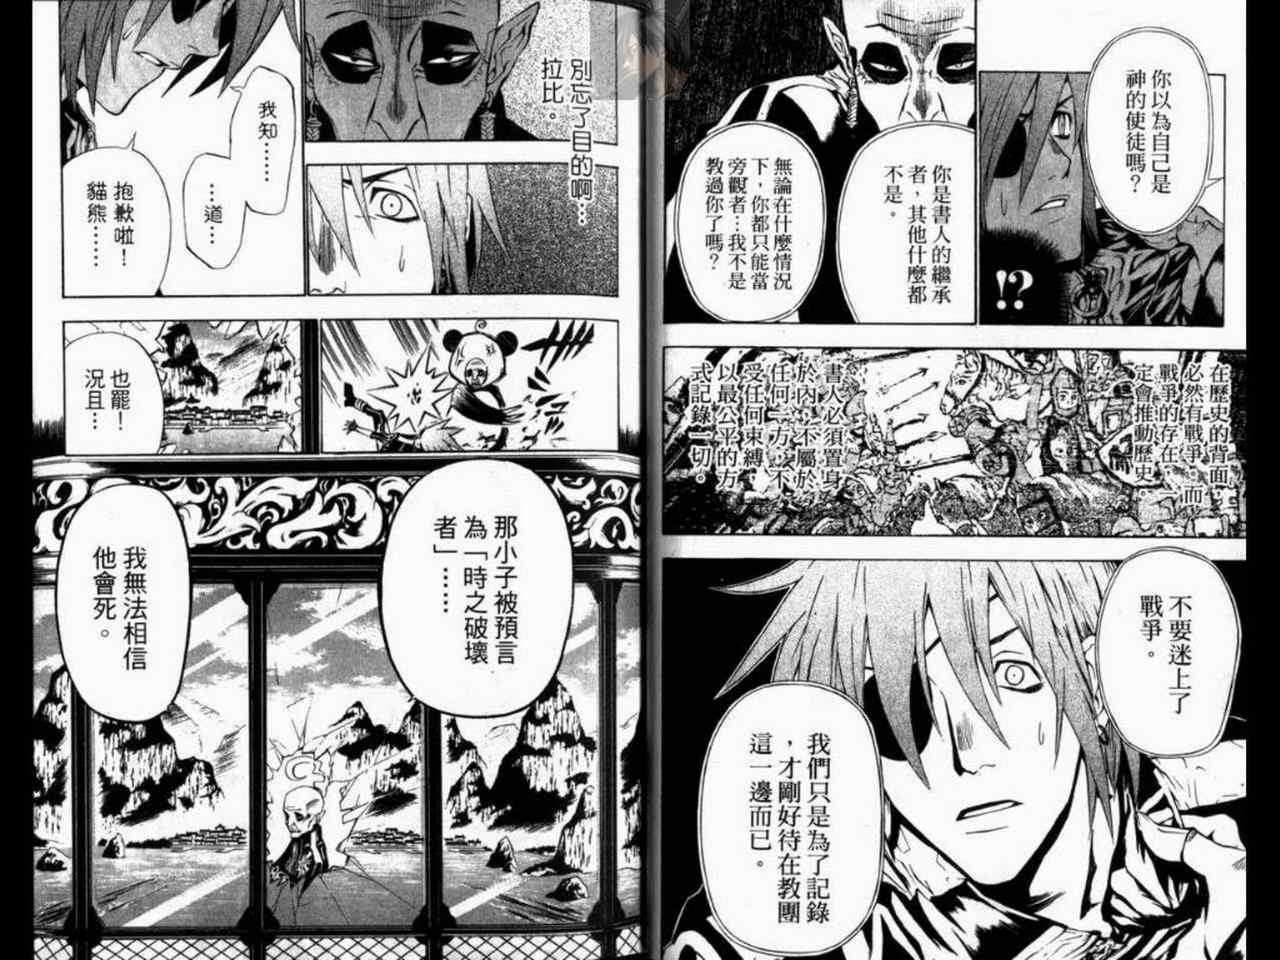 你以為自己是
神的使徒嗎？
!?
你是書人的繼承
者，其他什麼都
不是。
無論在什麼情況
下，你都只能當
旁觀者…我不是
教過你了嗎？
在歷史的背面，
必然有戰爭。而
戰爭的存在，一
定會推動歷史。
書人必須置身
於內，不屬於
任何一方，不
受任何束縛，
以最公平的方
式記錄一切。
不要迷上了
戰爭。
我們只是為了記錄
，才剛好待在教團
這一邊而已。
別忘了目的啊…
拉比。
我知……
…道…
抱歉啦！
貓熊……
也罷！
況且…
那小子被預言
為「時之破壞
者」……
我無法相信
他會死。